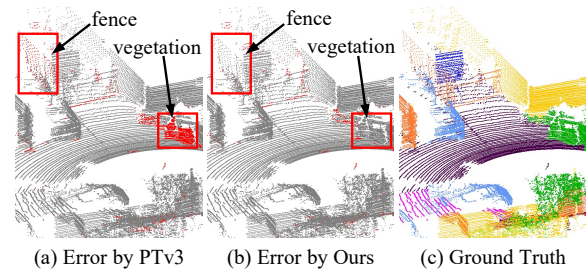 fence
vegetation
fence
vegetation
(a) Error by PTv3
(b) Error by Ours
(c) Ground Truth